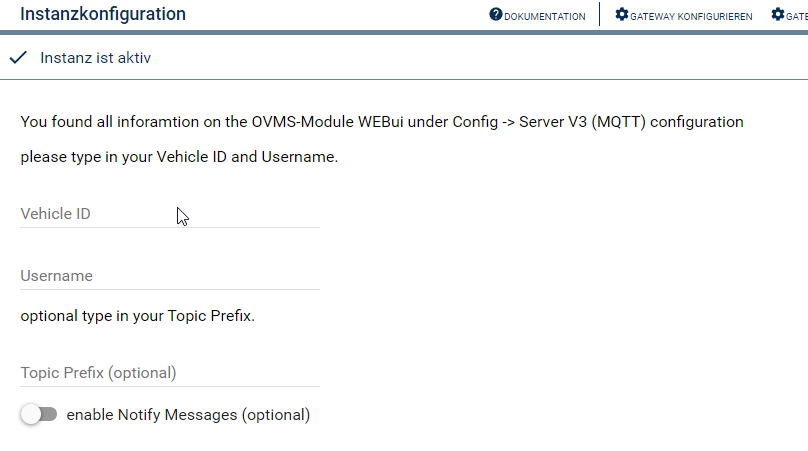 Instanzkonfiguration
DOKUMENTATION
GATEWAY KONFIGURIEREN
GATE
Instanz ist aktiv
You found all inforamtion on the OVMS-Module WEBui under Config -> Server V3 (MQTT) configuration
please type in your Vehicle ID and Username.
Vehicle ID
Username
optional type in your Topic Prefix.
Topic Prefix (optional)
enable Notify Messages (optional)